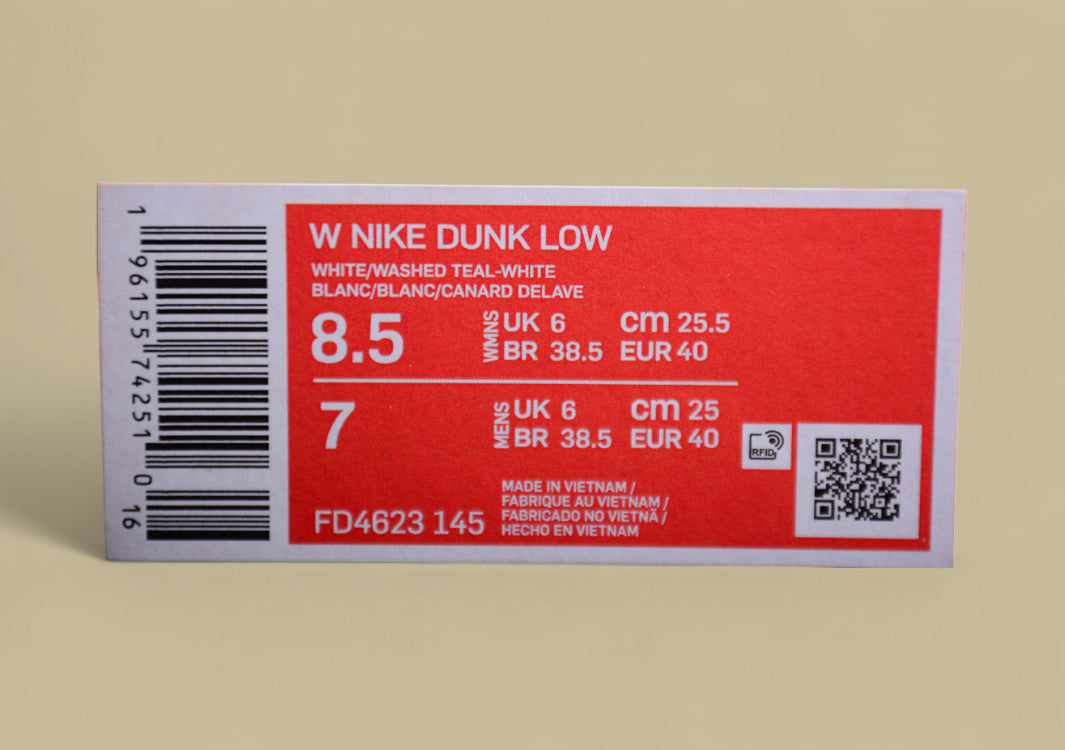 W NIKE DUNK LOW
WHITE/WASHED TEAL-WHITE
BLANC/BLANC/CANARD DELAVE
8.5 WMNS UK 6 cm 25.5
BR 38.5 EUR 40
7 MENS UK 6 cm 25
BR 38.5 EUR 40
RFID
MADE IN VIETNAM /
FABRIQUE AU VIETNAM /
FABRICADO NO VIETNÃ /
HECHO EN VIETNAM
FD4623 145
1 96155 74251 0 16